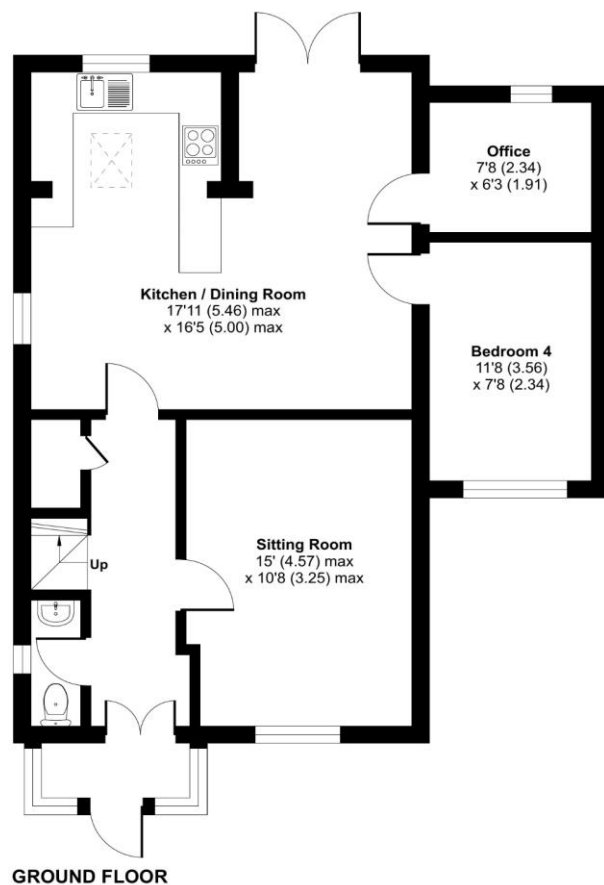 Office
7'8 (2.34)
x 6'3 (1.91)
Kitchen / Dining Room
17'11 (5.46) max
x 16'5 (5.00) max
Bedroom 4
11'8 (3.56)
x 7'8 (2.34)
Sitting Room
15' (4.57) max
x 10'8 (3.25) max
Up
GROUND FLOOR